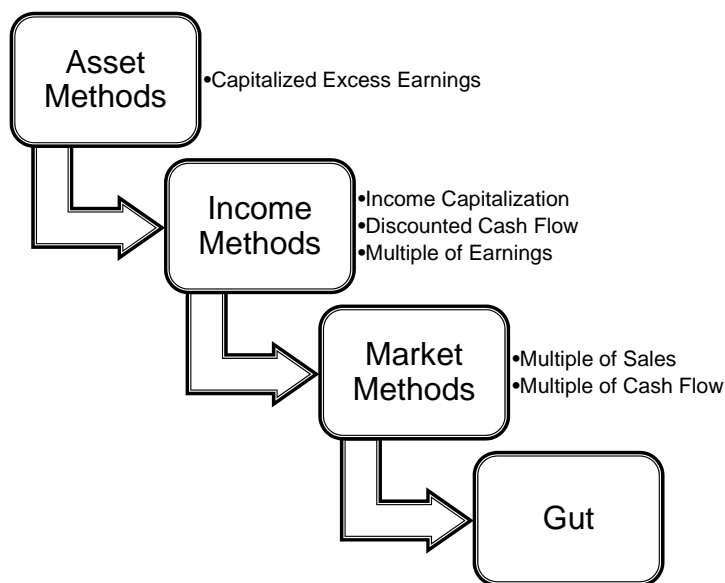 Asset
Methods
•Capitalized Excess Earnings
Income
Methods
•Income Capitalization
•Discounted Cash Flow
•Multiple of Earnings
Market
Methods
•Multiple of Sales
•Multiple of Cash Flow
Gut